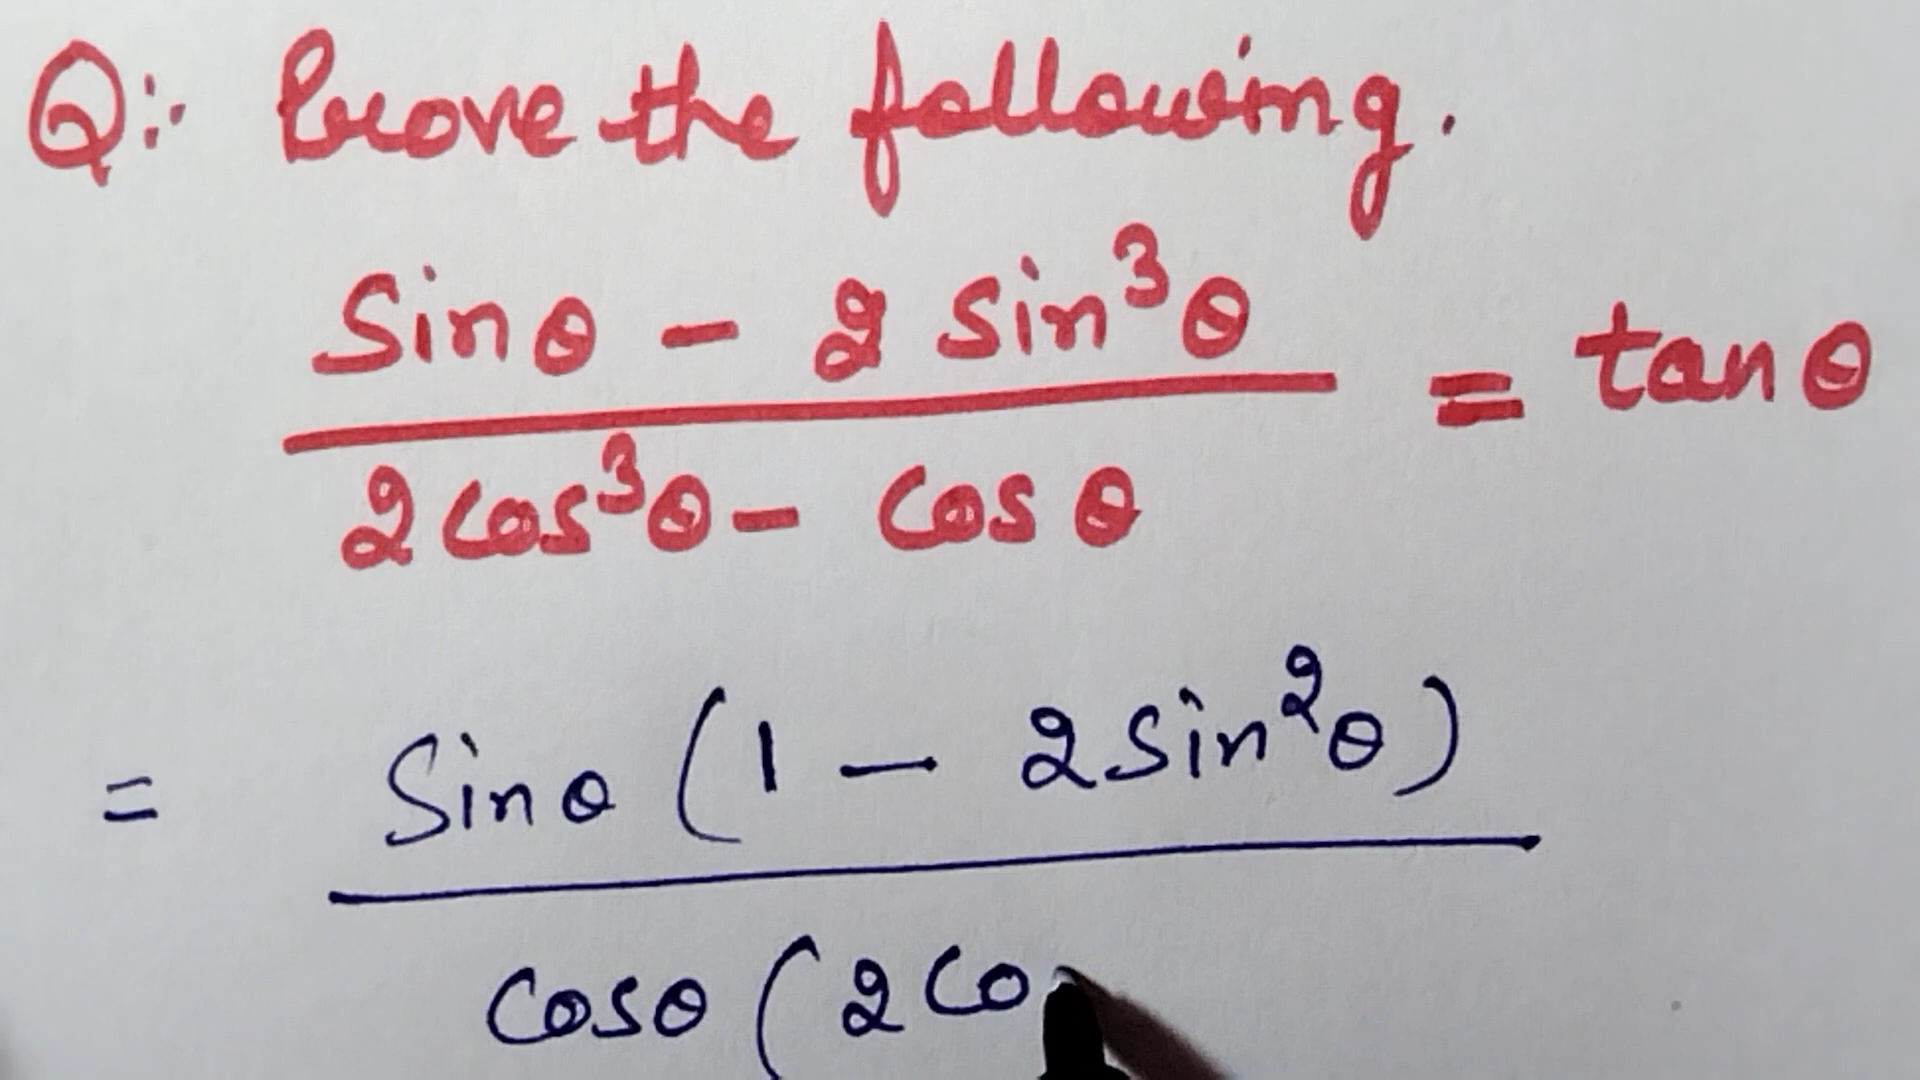 Q:- Prove the following.
sinθ - 2 sin³θ
= tanθ
2cos³θ - cosθ
= sinθ (1 - 2sin²θ)
cosθ (2co